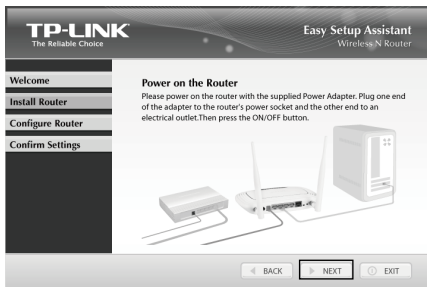 TP-LINK®
The Reliable Choice
Easy Setup Assistant
Wireless N Router
Welcome
Install Router
Configure Router
Confirm Settings
Power on the Router
Please power on the router with the supplied Power Adapter. Plug one end
of the adapter to the router's power socket and the other end to an
electrical outlet.Then press the ON/OFF button.
BACK
NEXT
EXIT